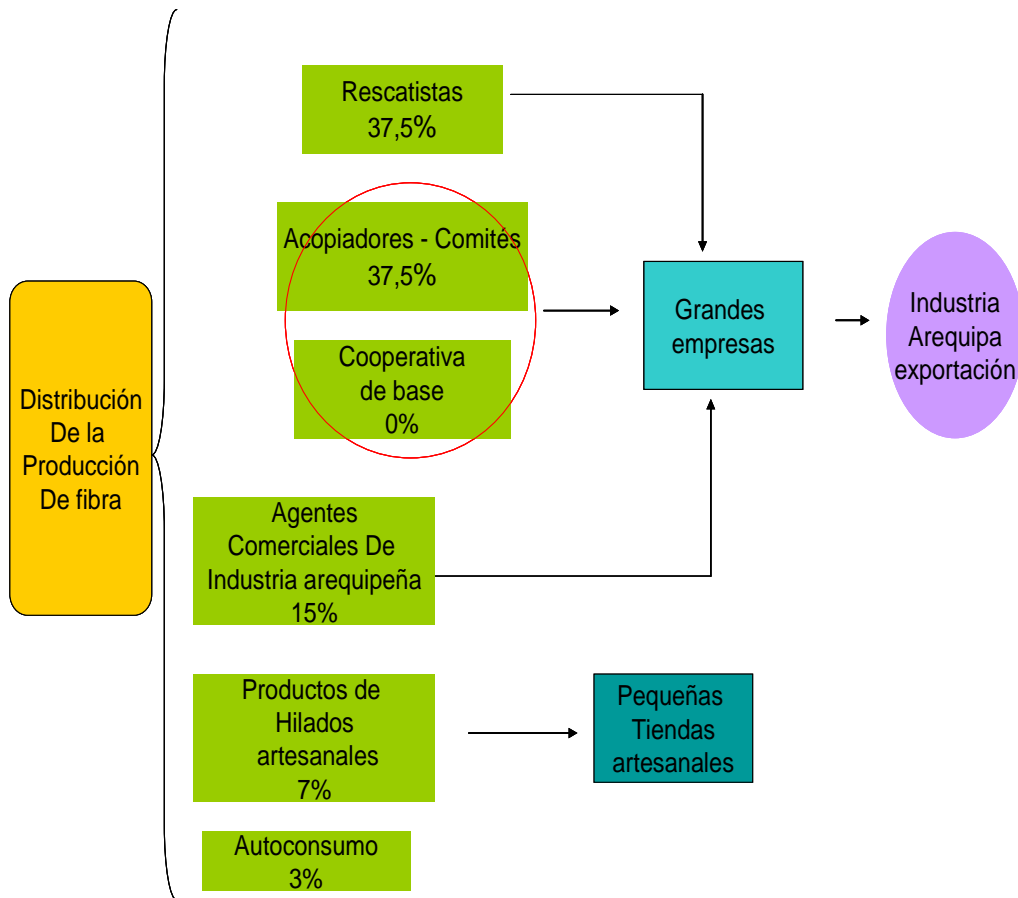 Distribución
De la
Producción
De fibra
Rescatistas
37,5%
Acopiadores - Comités
37,5%
Cooperativa
de base
0%
Agentes
Comerciales De
Industria arequipeña
15%
Productos de
Hilados
artesanales
7%
Autoconsumo
3%
Grandes
empresas
Pequeñas
Tiendas
artesanales
Industria
Arequipa
exportación